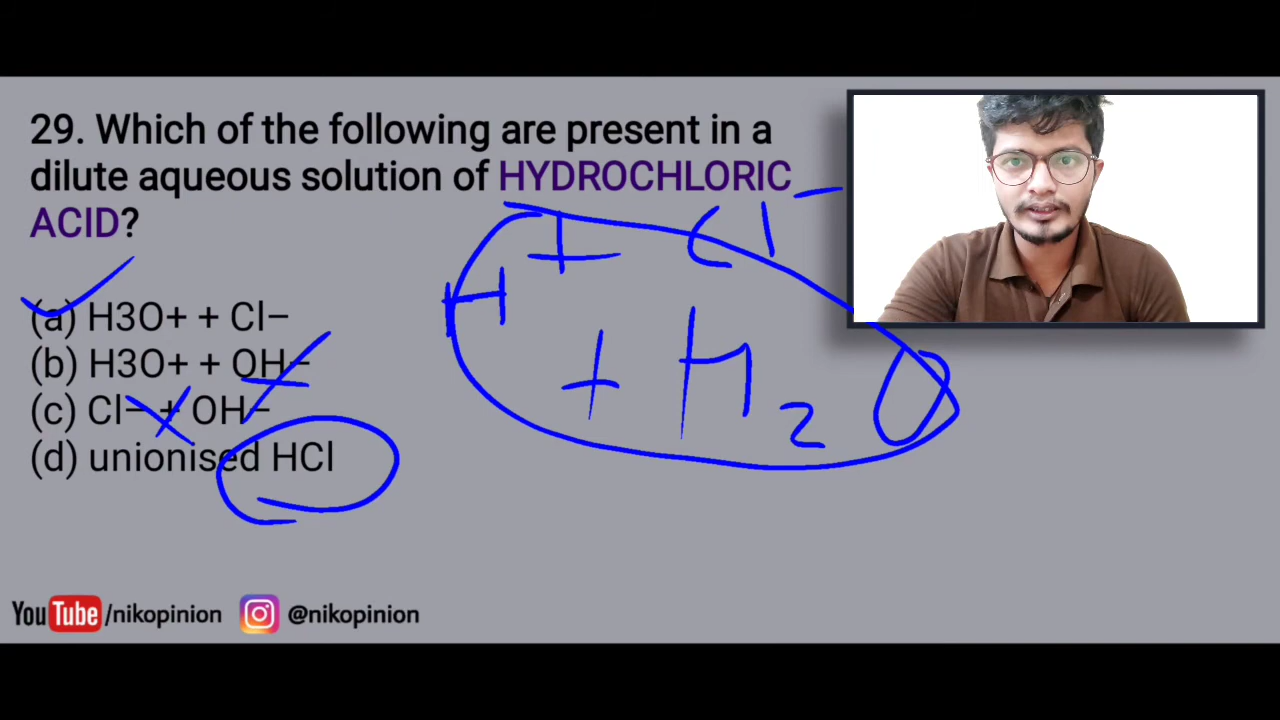 29. Which of the following are present in a
dilute aqueous solution of HYDROCHLORIC
ACID?
(a) H3O+ + Cl−
(b) H3O+ + OH−
(c) Cl− + OH−
(d) unionised HCl
H+ Cl−
+ H2O
YouTube/nikopinion @nikopinion